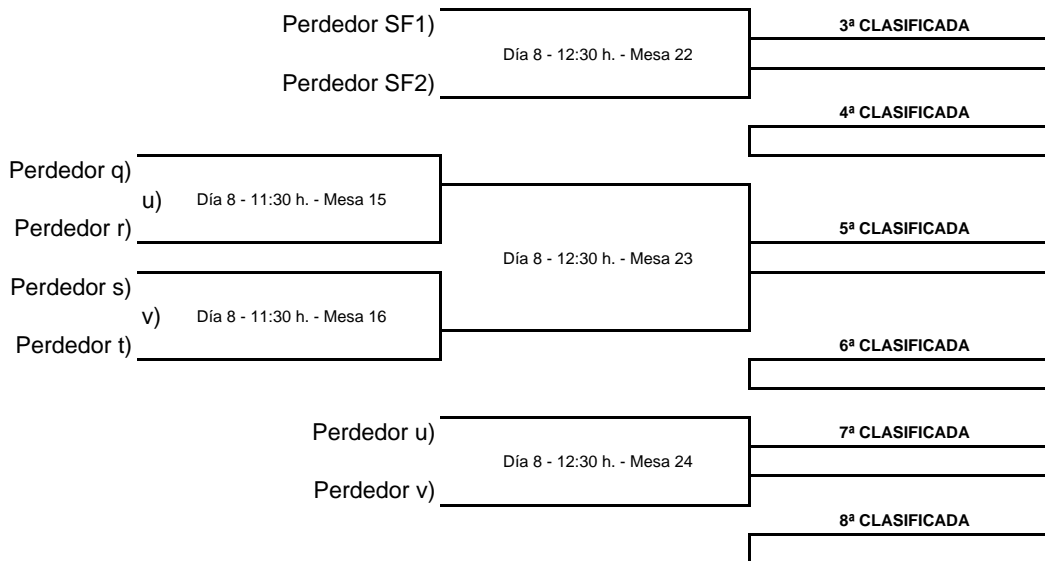 Perdedor SF1)
3ª CLASIFICADA
Día 8 - 12:30 h. - Mesa 22
Perdedor SF2)
4ª CLASIFICADA
Perdedor q)
u) Día 8 - 11:30 h. - Mesa 15
Perdedor r)
5ª CLASIFICADA
Día 8 - 12:30 h. - Mesa 23
Perdedor s)
v) Día 8 - 11:30 h. - Mesa 16
Perdedor t)
6ª CLASIFICADA
Perdedor u)
7ª CLASIFICADA
Día 8 - 12:30 h. - Mesa 24
Perdedor v)
8ª CLASIFICADA